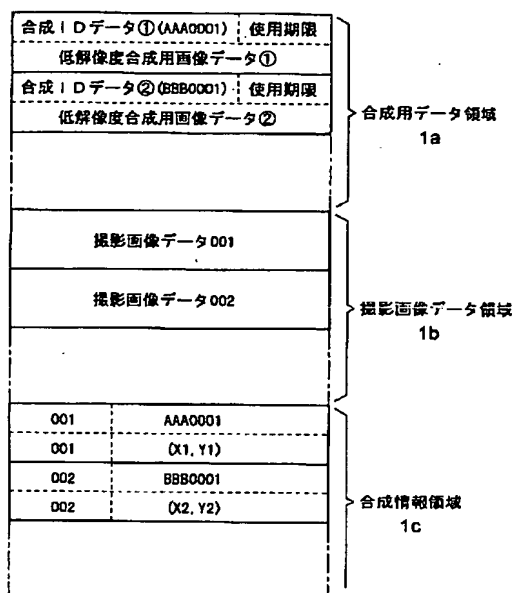 合成IDデータ①(AAA0001) 使用期限
低解像度合成用画像データ①
合成IDデータ②(BBB0001) 使用期限
低解像度合成用画像データ②
合成用データ領域
1a
撮影画像データ001
撮影画像データ002
撮影画像データ領域
1b
001 AAA0001
001 (X1, Y1)
002 BBB0001
002 (X2, Y2)
合成情報領域
1c